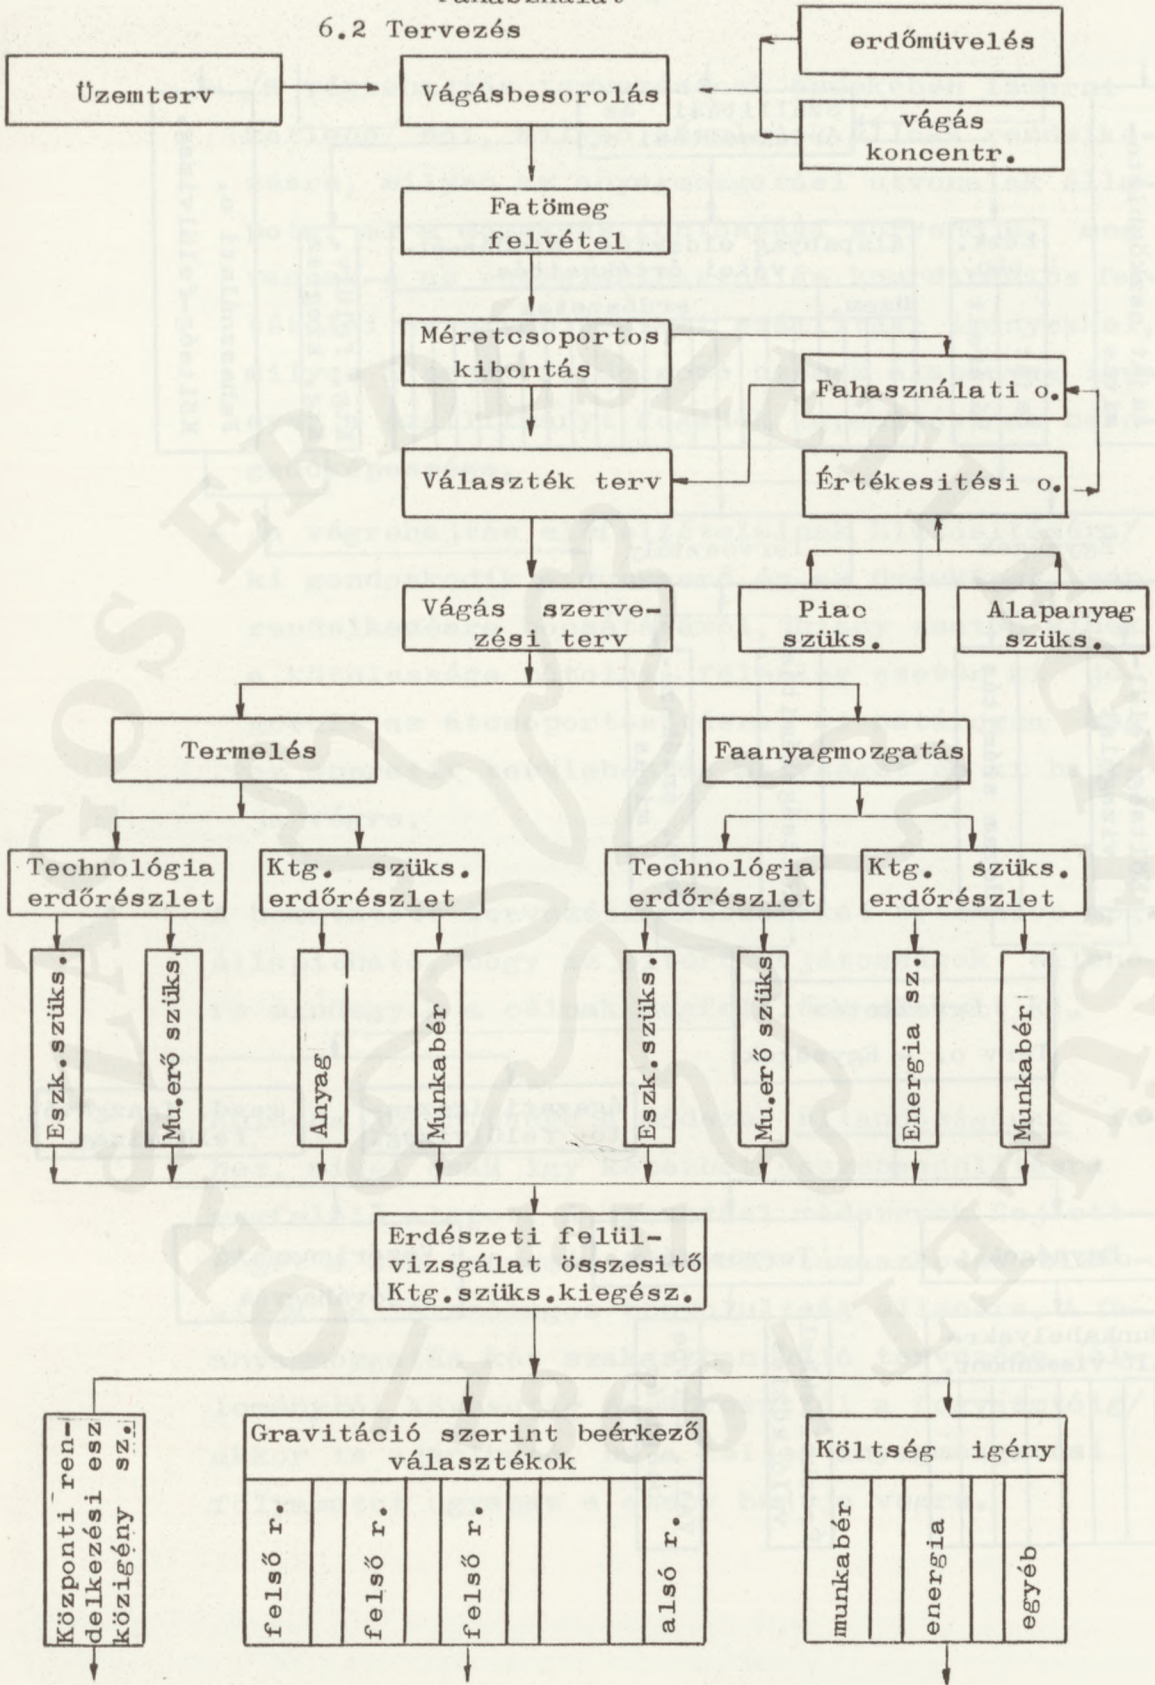 6.2 Tervezés
erdőmüvelés
Üzemterv
Vágásbesorolás
vágás
koncentr.
Fatömeg
felvétel
Méretcsoportos
kibontás
Fahasználati o.
Választék terv
Értékesitési o.
Vágás szerve-
zési terv
Piac
szüks.
Alapanyag
szüks.
Termelés
Faanyagmozgatás
Technológia
erdőrészlet
Ktg. szüks.
erdőrészlet
Technológia
erdőrészlet
Ktg. szüks.
erdőrészlet
Eszk.szüks.
Mu.erő szüks.
Anyag
Munkabér
Eszk.szüks.
Mu.erő szüks.
Energia sz.
Munkabér
Erdészeti felül-
vizsgálat összesitő
Ktg.szüks.kiegész.
Központi ren-
delkezési esz
közigény sz.
Gravitáció szerint beérkező
választékok
felső r.
felső r.
felső r.
alsó r.
Költség igény
munkabér
energia
egyéb
ORSZÁGOS ERDÉSZETI EGYESÜLET